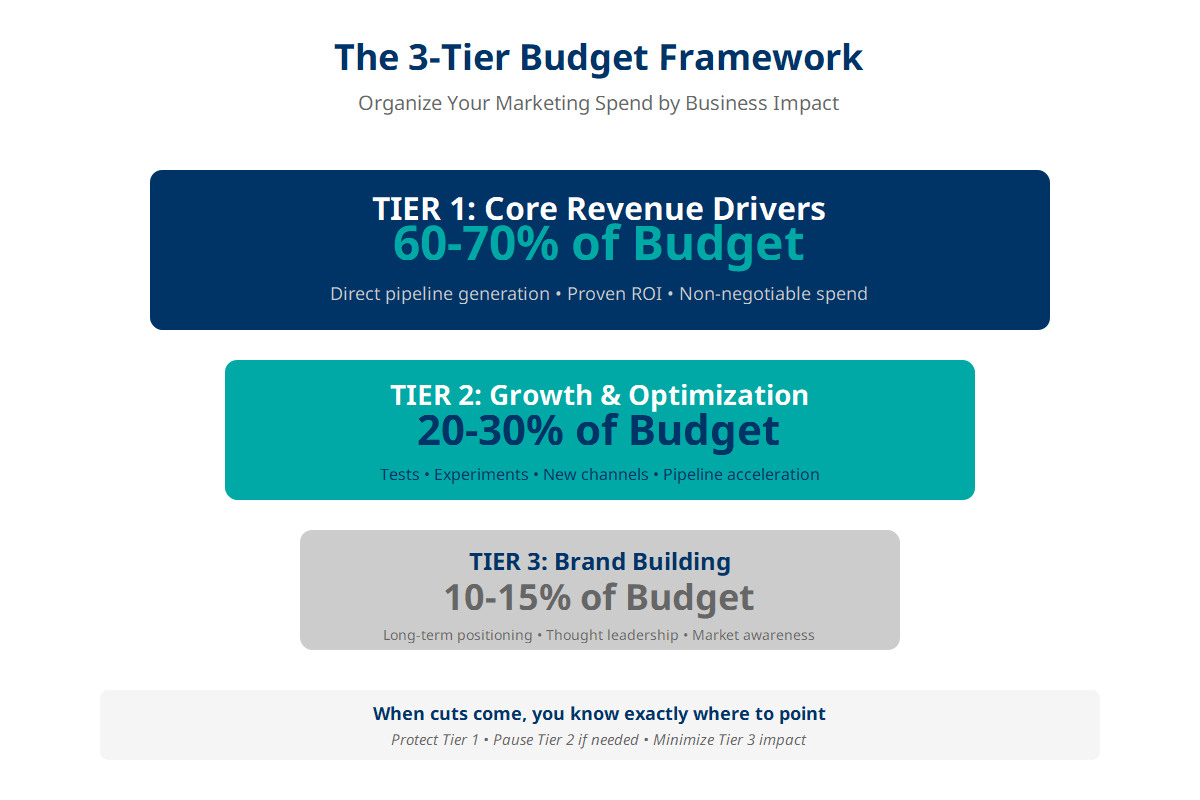 The 3-Tier Budget Framework
Organize Your Marketing Spend by Business Impact
TIER 1: Core Revenue Drivers
60-70% of Budget
Direct pipeline generation • Proven ROI • Non-negotiable spend
TIER 2: Growth & Optimization
20-30% of Budget
Tests • Experiments • New channels • Pipeline acceleration
TIER 3: Brand Building
10-15% of Budget
Long-term positioning • Thought leadership • Market awareness
When cuts come, you know exactly where to point
Protect Tier 1 • Pause Tier 2 if needed • Minimize Tier 3 impact